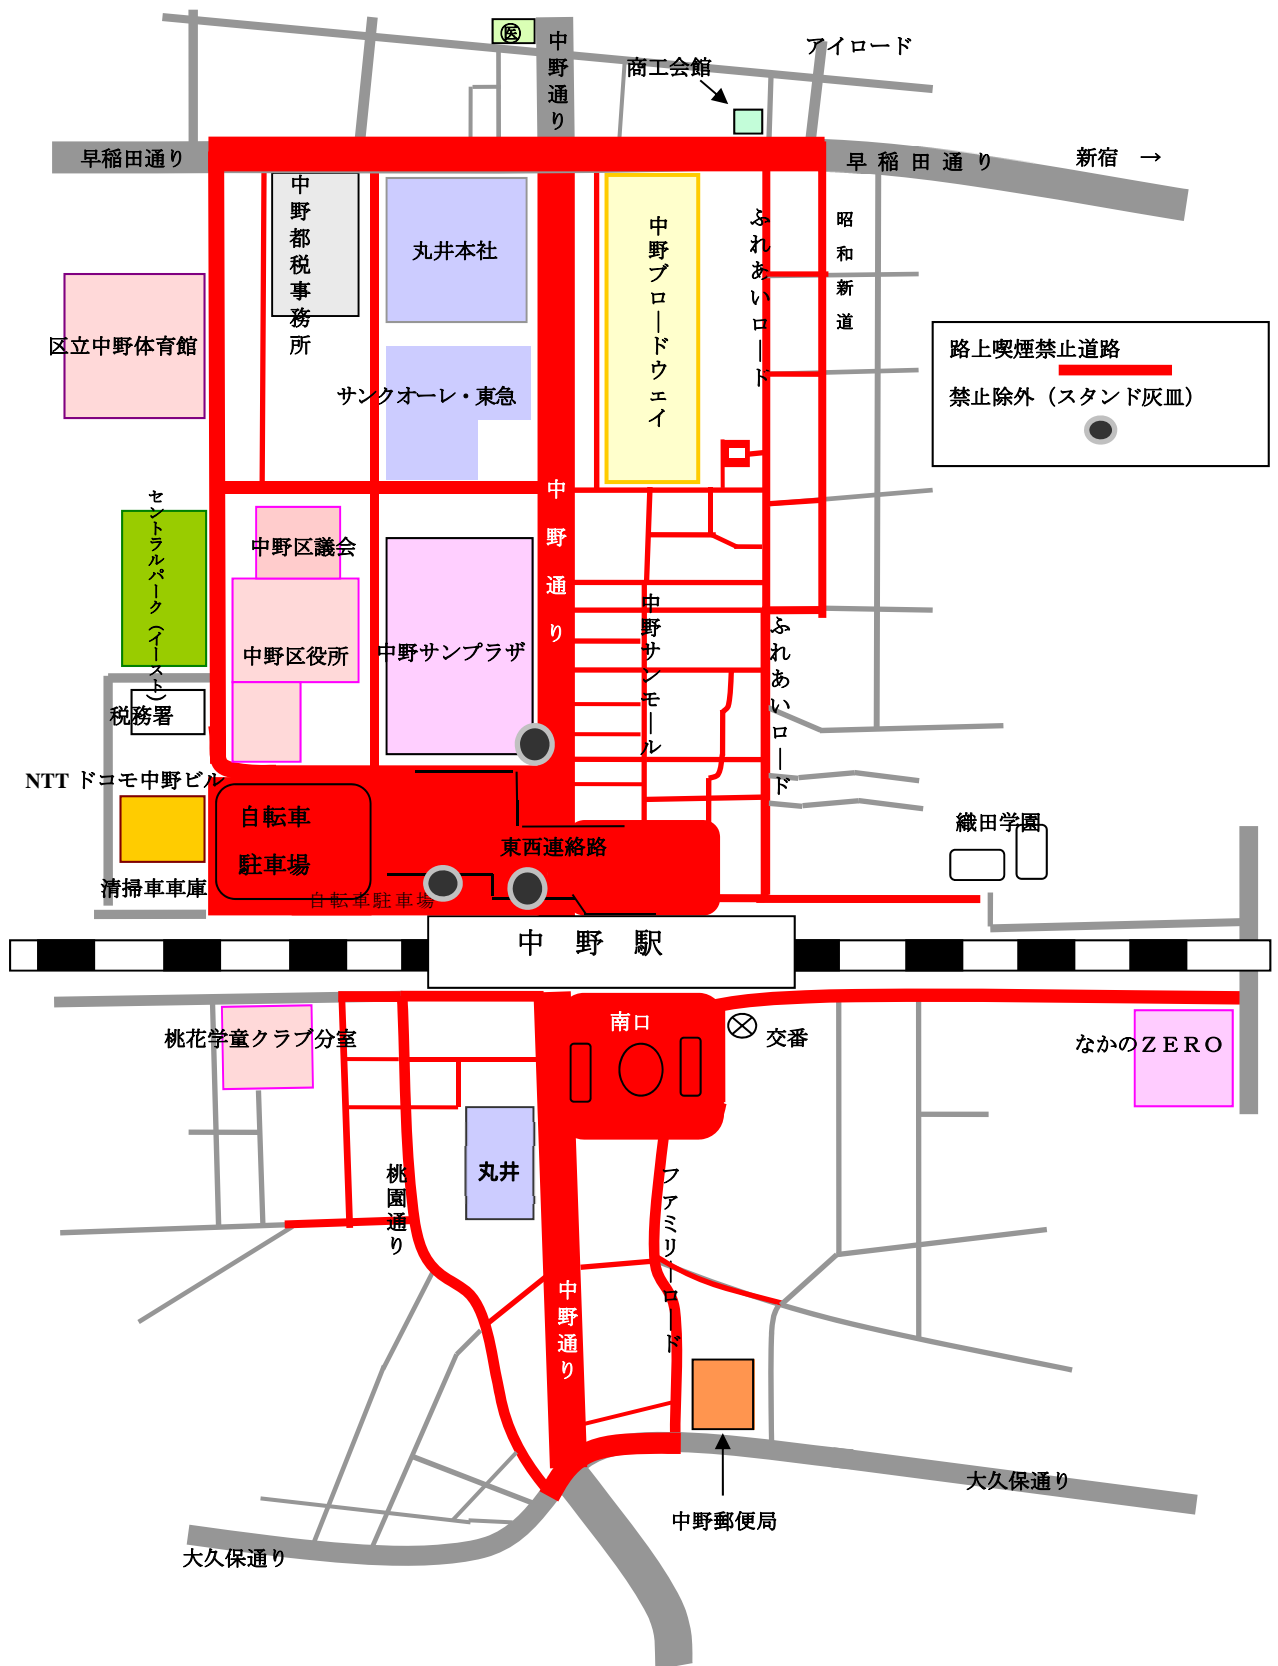 医
中野通り
アイロード
商工会館
早稲田通り
早稲田通り
新宿 →
中野都税事務所
丸井本社
中野ブロードウェイ
ふれあいロード
昭和新道
区立中野体育館
サンクオーレ・東急
路上喫煙禁止道路
禁止除外（スタンド灰皿）
セントラルパーク（イースト）
中野通り
中野区議会
中野区役所
中野サンプラザ
中野サンモール
ふれあいロード
税務署
NTTドコモ中野ビル
自転車
駐車場
東西連絡路
織田学園
清掃車車庫
自転車駐車場
中 野 駅
南口
交番
桃花学童クラブ分室
なかのＺＥＲＯ
丸井
桃園通り
ファミリーロード
中野通り
大久保通り
中野郵便局
大久保通り